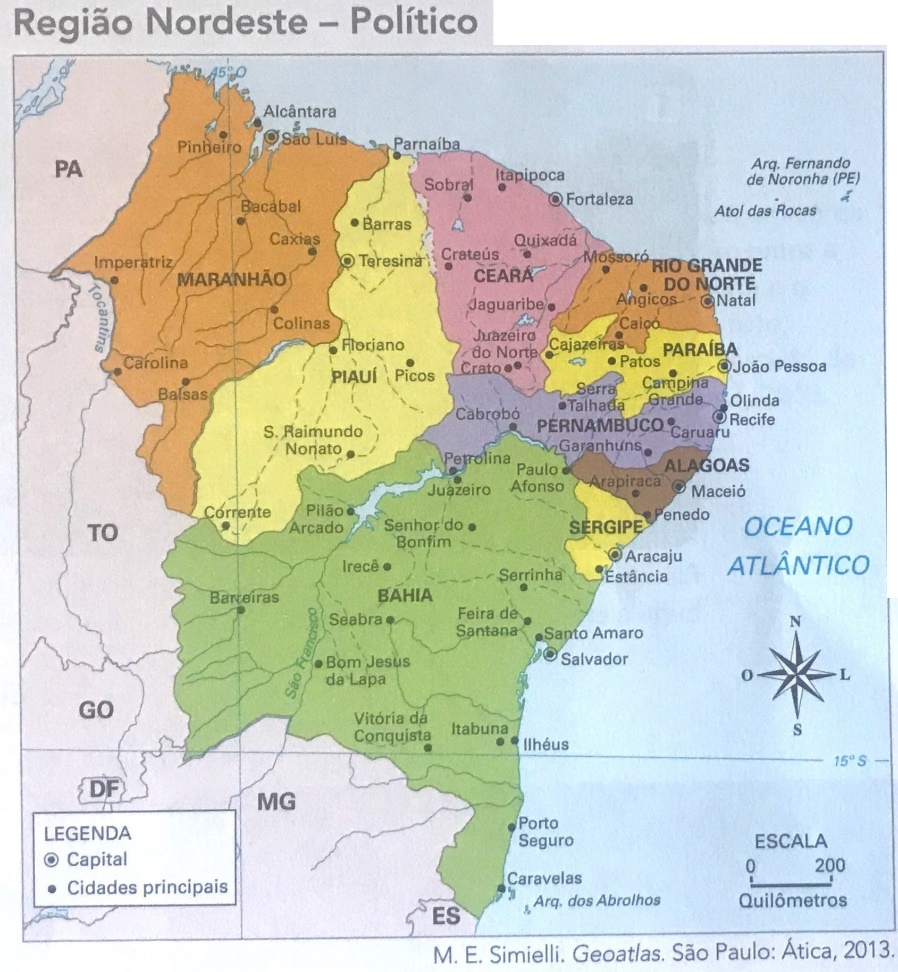 Região Nordeste – Político
45° O
Alcântara
São Luís
Pinheiro
Parnaíba
PA
Sobral
Itapipoca
Fortaleza
Arq. Fernando
de Noronha (PE)
Atol das Rocas
Bacabal
Barras
Caxias
Teresina
Crateús
Quixadá
Mossoró
Imperatriz
MARANHÃO
CEARÁ
RIO GRANDE
DO NORTE
Angicos
Natal
Tocantins
Jaguaribe
Colinas
Caicó
Floriano
Juazeiro
do Norte
Cajazeiras
PARAÍBA
Carolina
PIAUÍ
Picos
Crato
Patos
João Pessoa
Balsas
Campina
Grande
Serra
Talhada
Olinda
Cabrobó
PERNAMBUCO
Recife
S. Raimundo
Nonato
Caruaru
Garanhuns
Petrolina
Paulo
Afonso
ALAGOAS
Juazeiro
Arapiraca
Maceió
Corrente
Pilão
Arcado
Senhor do
Bonfim
SERGIPE
Penedo
OCEANO
ATLÂNTICO
TO
Aracaju
Irecê
Estância
Serrinha
Barreiras
BAHIA
Seabra
Feira de
Santana
Santo Amaro
São Francisco
Salvador
Bom Jesus
da Lapa
N
O
L
S
GO
Vitória da
Conquista
Itabuna
Ilhéus
15° S
DF
MG
LEGENDA
Capital
Cidades principais
Porto
Seguro
ESCALA
0 200
Quilômetros
Caravelas
Arq. dos Abrolhos
ES
M. E. Simielli. Geoatlas. São Paulo: Ática, 2013.